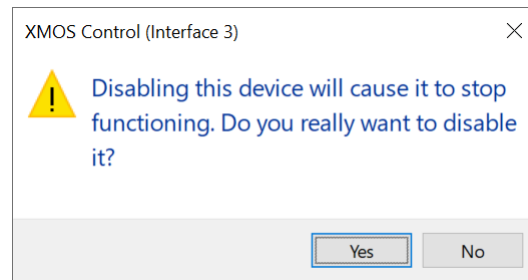 XMOS Control (Interface 3)
Disabling this device will cause it to stop
functioning. Do you really want to disable
it?
Yes
No